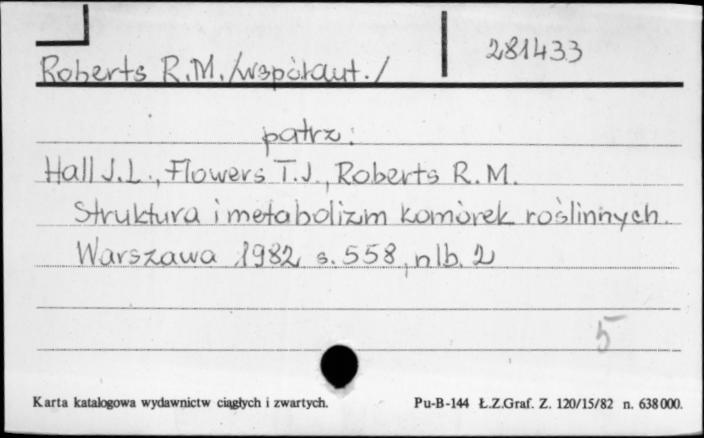 281433
Roberts R.M. /współaut./
patrz:
Hall J.L., Flowers T.J., Roberts R.M.
Struktura i metabolizm komórek roślinnych.
Warszawa 1982 s. 558, nlb. 2
5
Karta katalogowa wydawnictw ciągłych i zwartych. Pu-B-144 Ł.Z.Graf. Z. 120/15/82 n. 638000.